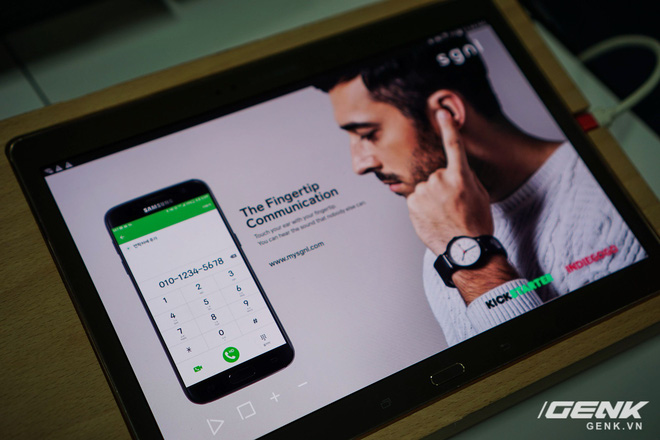 sgnl
The Fingertip
Communication
Touch your ear with your fingertip.
You can hear the sound that nobody else can.
www.mysgnl.com
SAMSUNG
010-1234-5678
1 2 3
4 5 6
7 8 9
* 0 #
KICKSTARTER
INDIEGOGO
GENK
GENK.VN